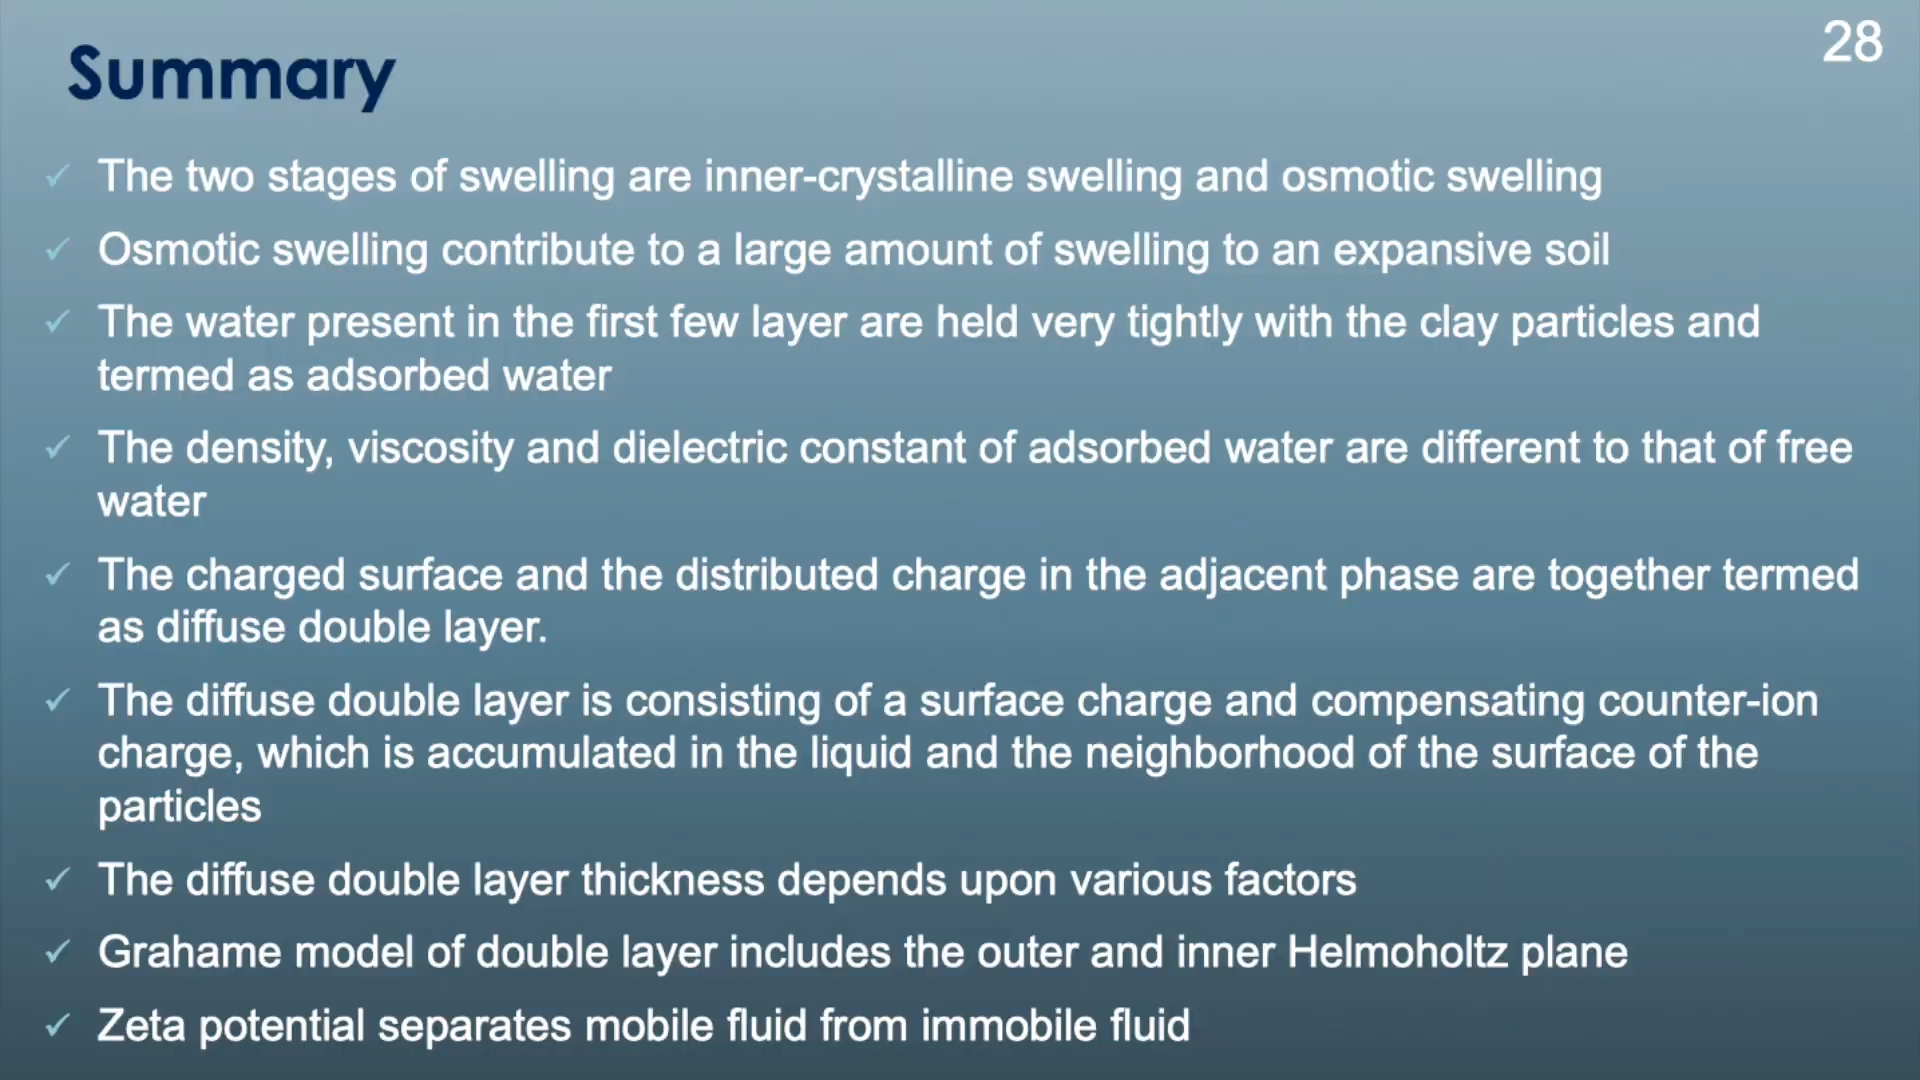 28
Summary
✓ The two stages of swelling are inner-crystalline swelling and osmotic swelling
✓ Osmotic swelling contribute to a large amount of swelling to an expansive soil
✓ The water present in the first few layer are held very tightly with the clay particles and
termed as adsorbed water
✓ The density, viscosity and dielectric constant of adsorbed water are different to that of free
water
✓ The charged surface and the distributed charge in the adjacent phase are together termed
as diffuse double layer.
✓ The diffuse double layer is consisting of a surface charge and compensating counter-ion
charge, which is accumulated in the liquid and the neighborhood of the surface of the
particles
✓ The diffuse double layer thickness depends upon various factors
✓ Grahame model of double layer includes the outer and inner Helmoholtz plane
✓ Zeta potential separates mobile fluid from immobile fluid